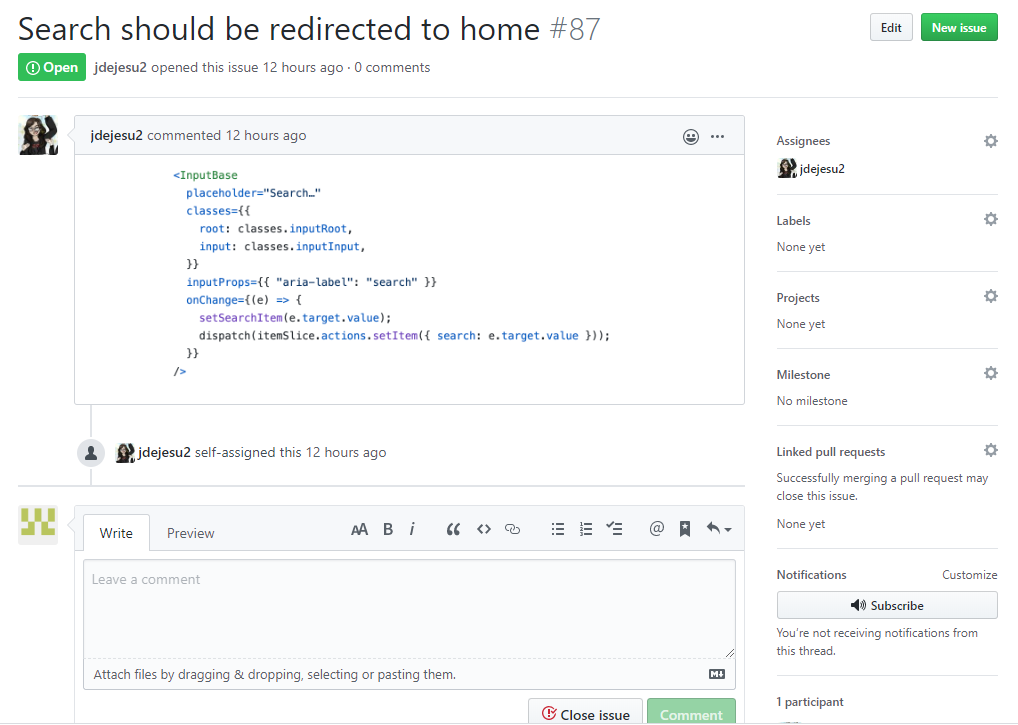 Search should be redirected to home #87
Edit
New issue
Open
jdejesu2 opened this issue 12 hours ago · 0 comments
jdejesu2 commented 12 hours ago
<InputBase
placeholder="Search…"
classes={{
root: classes.inputRoot,
input: classes.inputInput,
}}
inputProps={{ "aria-label": "search" }}
onChange={(e) => {
setSearchItem(e.target.value);
dispatch(itemSlice.actions.setItem({ search: e.target.value }));
}}
/>
jdejesu2 self-assigned this 12 hours ago
Write
Preview
AA B i
Leave a comment
Attach files by dragging & dropping, selecting or pasting them.
Close issue
Comment
Assignees
jdejesu2
Labels
None yet
Projects
None yet
Milestone
No milestone
Linked pull requests
Successfully merging a pull request may
close this issue.
None yet
Notifications
Customize
Subscribe
You're not receiving notifications from
this thread.
1 participant